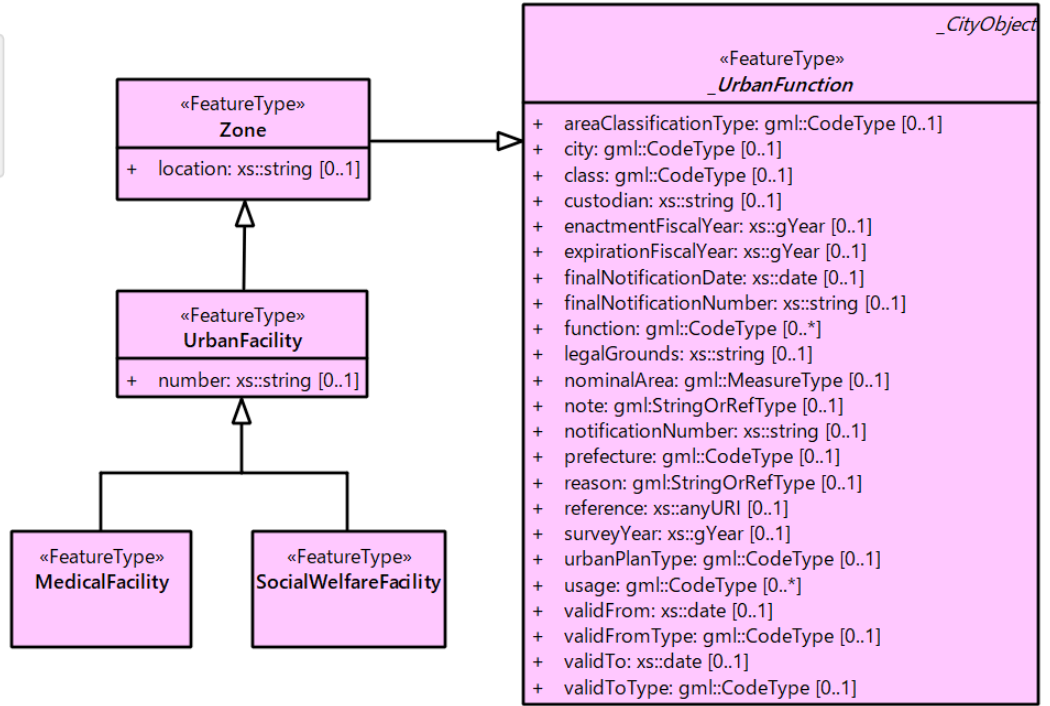 _CityObject
«FeatureType»
_UrbanFunction
+ areaClassificationType: gml::CodeType [0..1]
+ city: gml::CodeType [0..1]
+ class: gml::CodeType [0..1]
+ custodian: xs::string [0..1]
+ enactmentFiscalYear: xs::gYear [0..1]
+ expirationFiscalYear: xs::gYear [0..1]
+ finalNotificationDate: xs::date [0..1]
+ finalNotificationNumber: xs::string [0..1]
+ function: gml::CodeType [0..*]
+ legalGrounds: xs::string [0..1]
+ nominalArea: gml::MeasureType [0..1]
+ note: gml:StringOrRefType [0..1]
+ notificationNumber: xs::string [0..1]
+ prefecture: gml::CodeType [0..1]
+ reason: gml:StringOrRefType [0..1]
+ reference: xs::anyURI [0..1]
+ surveyYear: xs::gYear [0..1]
+ urbanPlanType: gml::CodeType [0..1]
+ usage: gml::CodeType [0..*]
+ validFrom: xs::date [0..1]
+ validFromType: gml::CodeType [0..1]
+ validTo: xs::date [0..1]
+ validToType: gml::CodeType [0..1]
«FeatureType»
Zone
+ location: xs::string [0..1]
«FeatureType»
UrbanFacility
+ number: xs::string [0..1]
«FeatureType»
MedicalFacility
«FeatureType»
SocialWelfareFacility